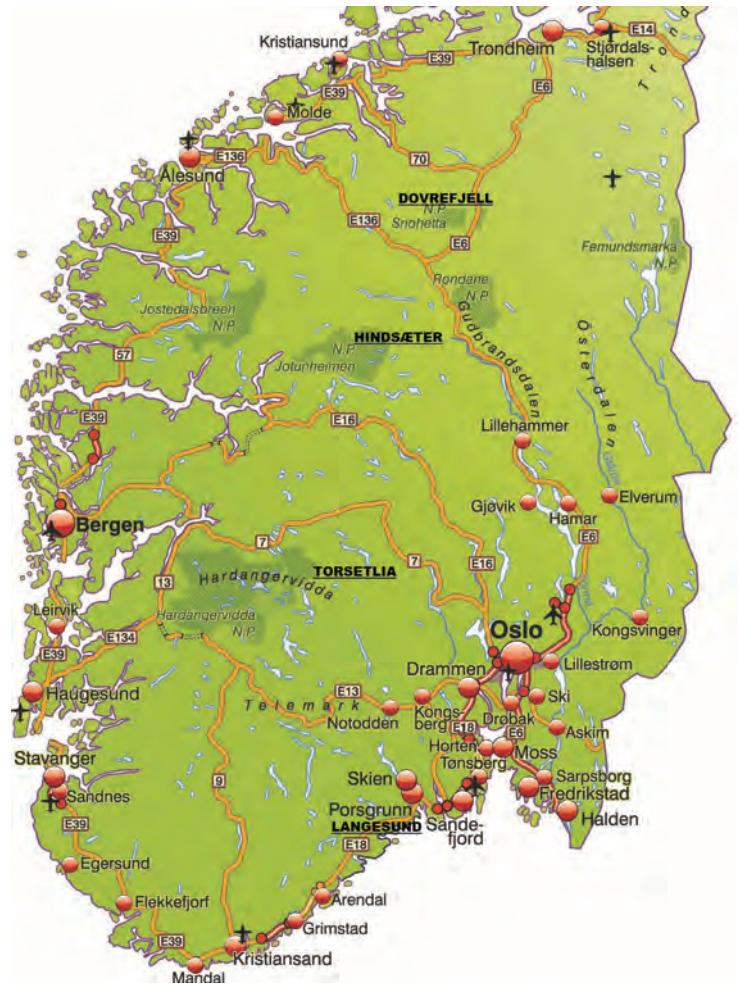 Kristiansund
Trondheim
Stjørdals-
halsen
E14
E39
E39
E6
Molde
Ålesund
E136
70
DOVREFJELL
N.P.
Snohetta
E136
E39
E6
Femundsmarka
N.P.
Rondane
N.P.
Jostedalsbreen
N.P.
HINDSÆTER
N.P.
Jotunheimen
Gudbrandsdalen
Österdalen
57
E39
E16
Lillehammer
Gjøvik
Hamar
Elverum
E6
Bergen
7
7
E16
13
Hardangervidda
TORSETLIA
Hardangervidda
N.P.
Leirvik
E134
E39
Oslo
Kongsvinger
Lillestrøm
Haugesund
Drammen
Telemark
E13
Notodden
Kongs-
berg
Ski
Drøbak
Askim
E18
E6
Horten
Moss
Tønsberg
Stavanger
Sandnes
9
Skien
Porsgrunn
Sarpsborg
Fredrikstad
LANGESUND
Sande-
fjord
Halden
E39
E18
Egersund
Flekkefjorf
Arendal
Grimstad
E39
Kristiansand
Mandal